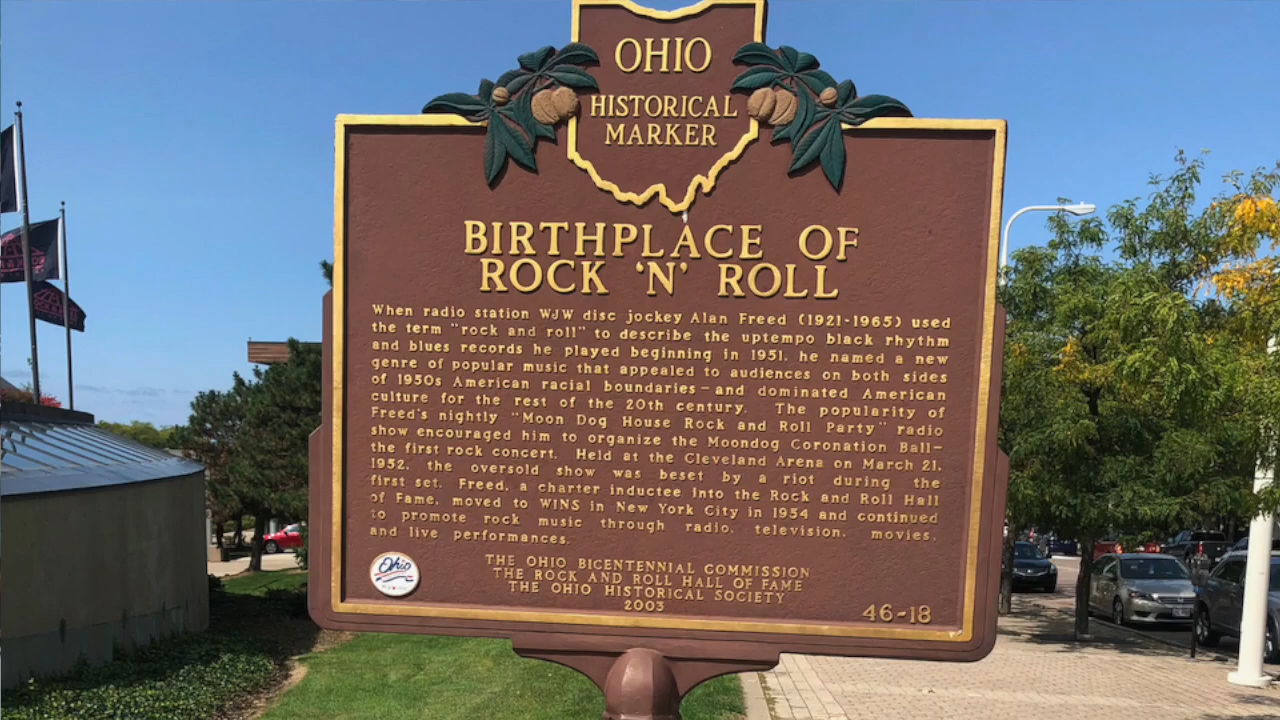 OHIO
HISTORICAL
MARKER
BIRTHPLACE OF
ROCK 'N' ROLL
When radio station WJW disc jockey Alan Freed (1921-1965) used
the term "rock and roll" to describe the uptempo black rhythm
and blues records he played beginning in 1951, he named a new
genre of popular music that appealed to audiences on both sides
of 1950s American racial boundaries—and dominated American
culture for the rest of the 20th century. The popularity of
Freed's nightly "Moon Dog House Rock and Roll Party" radio
show encouraged him to organize the Moondog Coronation Ball—
the first rock concert. Held at the Cleveland Arena on March 21,
1952, the oversold show was beset by a riot during the
first set. Freed, a charter inductee into the Rock and Roll Hall
of Fame, moved to WINS in New York City in 1954 and continued
to promote rock music through radio, television, movies,
and live performances.
Ohio
THE OHIO BICENTENNIAL COMMISSION
THE ROCK AND ROLL HALL OF FAME
THE OHIO HISTORICAL SOCIETY
2003
46-18